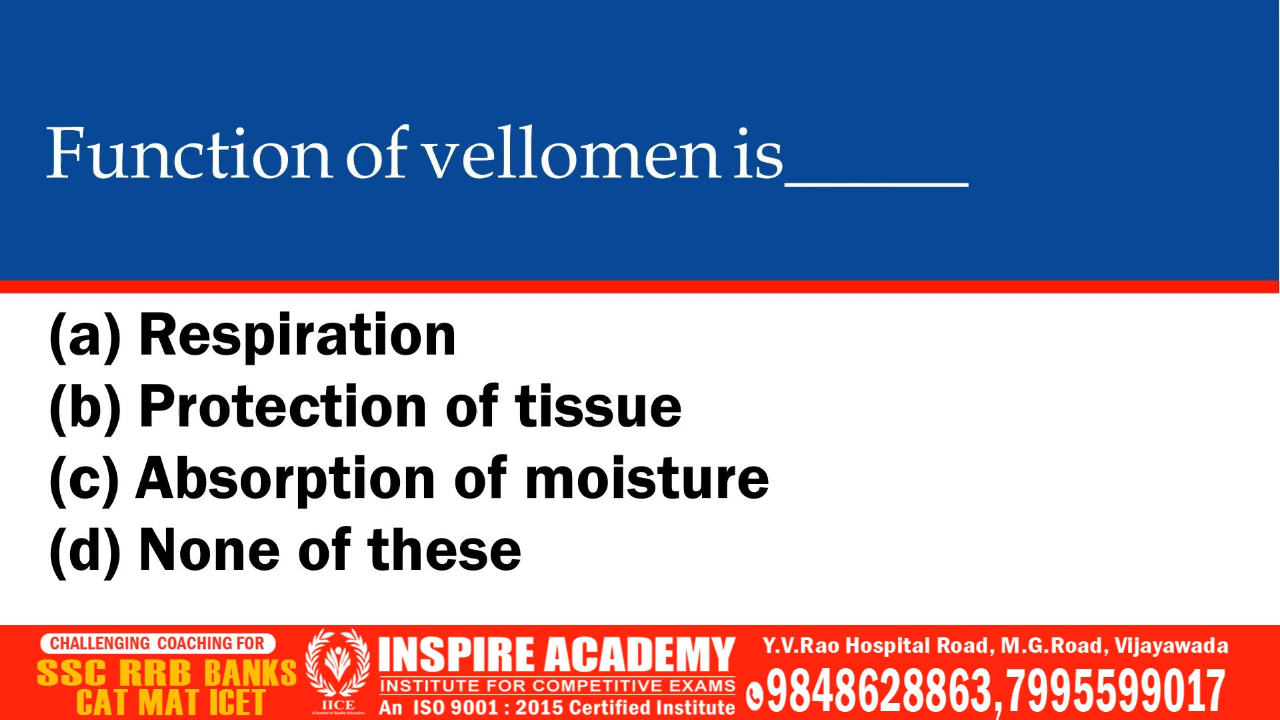 Function of vellomen is______
(a) Respiration
(b) Protection of tissue
(c) Absorption of moisture
(d) None of these
CHALLENGING COACHING FOR
SSC RRB BANKS
CAT MAT ICET
IICE
INSPIRE ACADEMY
INSTITUTE FOR COMPETITIVE EXAMS
An ISO 9001 : 2015 Certified Institute
Y.V.Rao Hospital Road, M.G.Road, Vijayawada
9848628863,7995599017